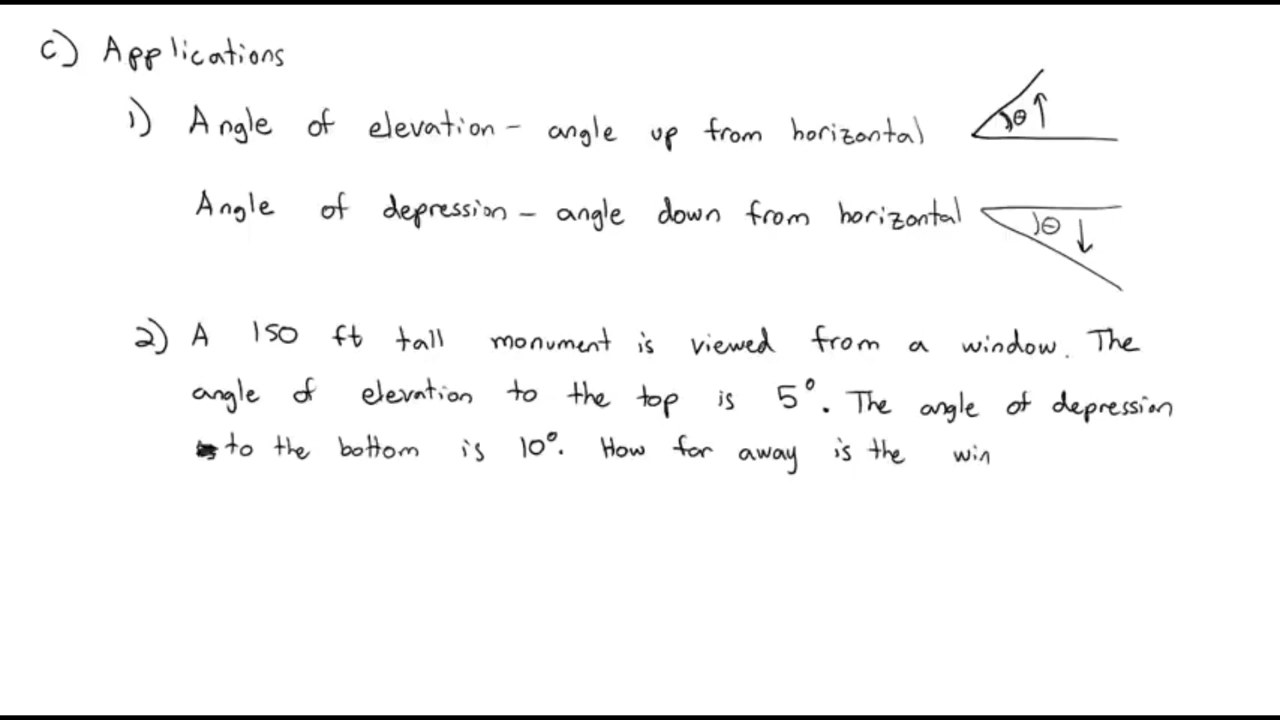 c) Applications
1) Angle of elevation - angle up from horizontal θ
Angle of depression - angle down from horizontal θ
2) A 150 ft tall monument is viewed from a window. The
angle of elevation to the top is 5°. The angle of depression
to the bottom is 10°. How far away is the win